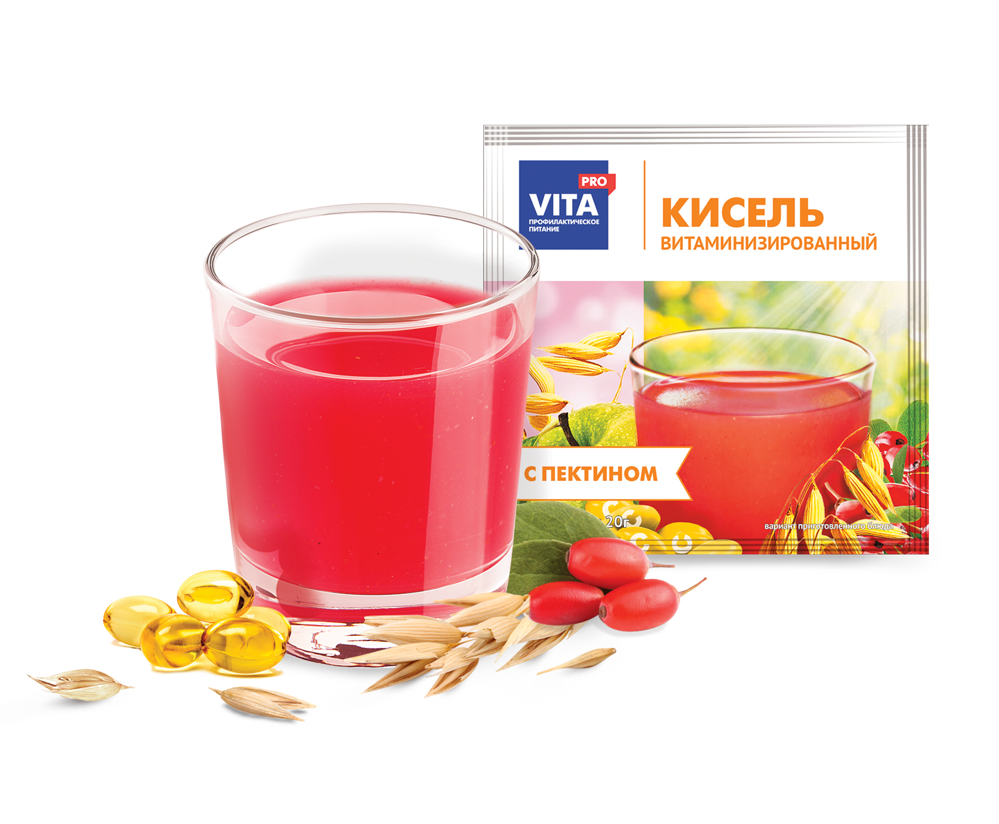 PRO
VITA
ПРОФИЛАКТИЧЕСКОЕ
ПИТАНИЕ
КИСЕЛЬ
ВИТАМИНИЗИРОВАННЫЙ
С ПЕКТИНОМ
C C
20г
C C
вариант приготовленного блюда